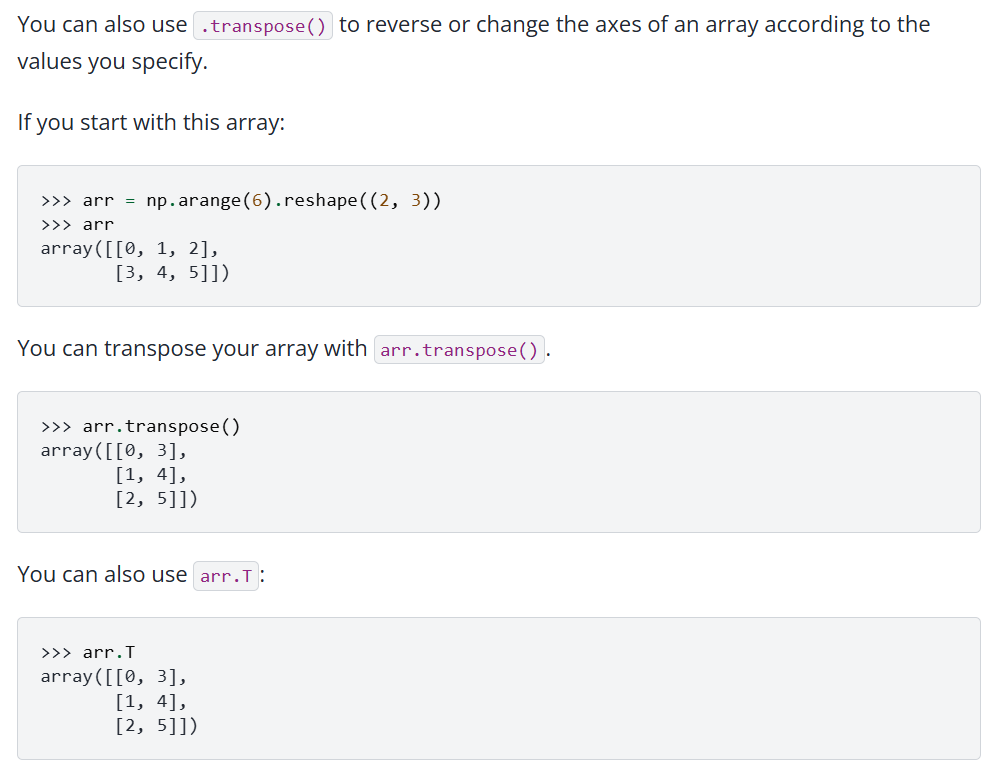 You can also use .transpose() to reverse or change the axes of an array according to the
values you specify.
If you start with this array:
>>> arr = np.arange(6).reshape((2, 3))
>>> arr
array([[0, 1, 2],
       [3, 4, 5]])
You can transpose your array with arr.transpose().
>>> arr.transpose()
array([[0, 3],
       [1, 4],
       [2, 5]])
You can also use arr.T:
>>> arr.T
array([[0, 3],
       [1, 4],
       [2, 5]])